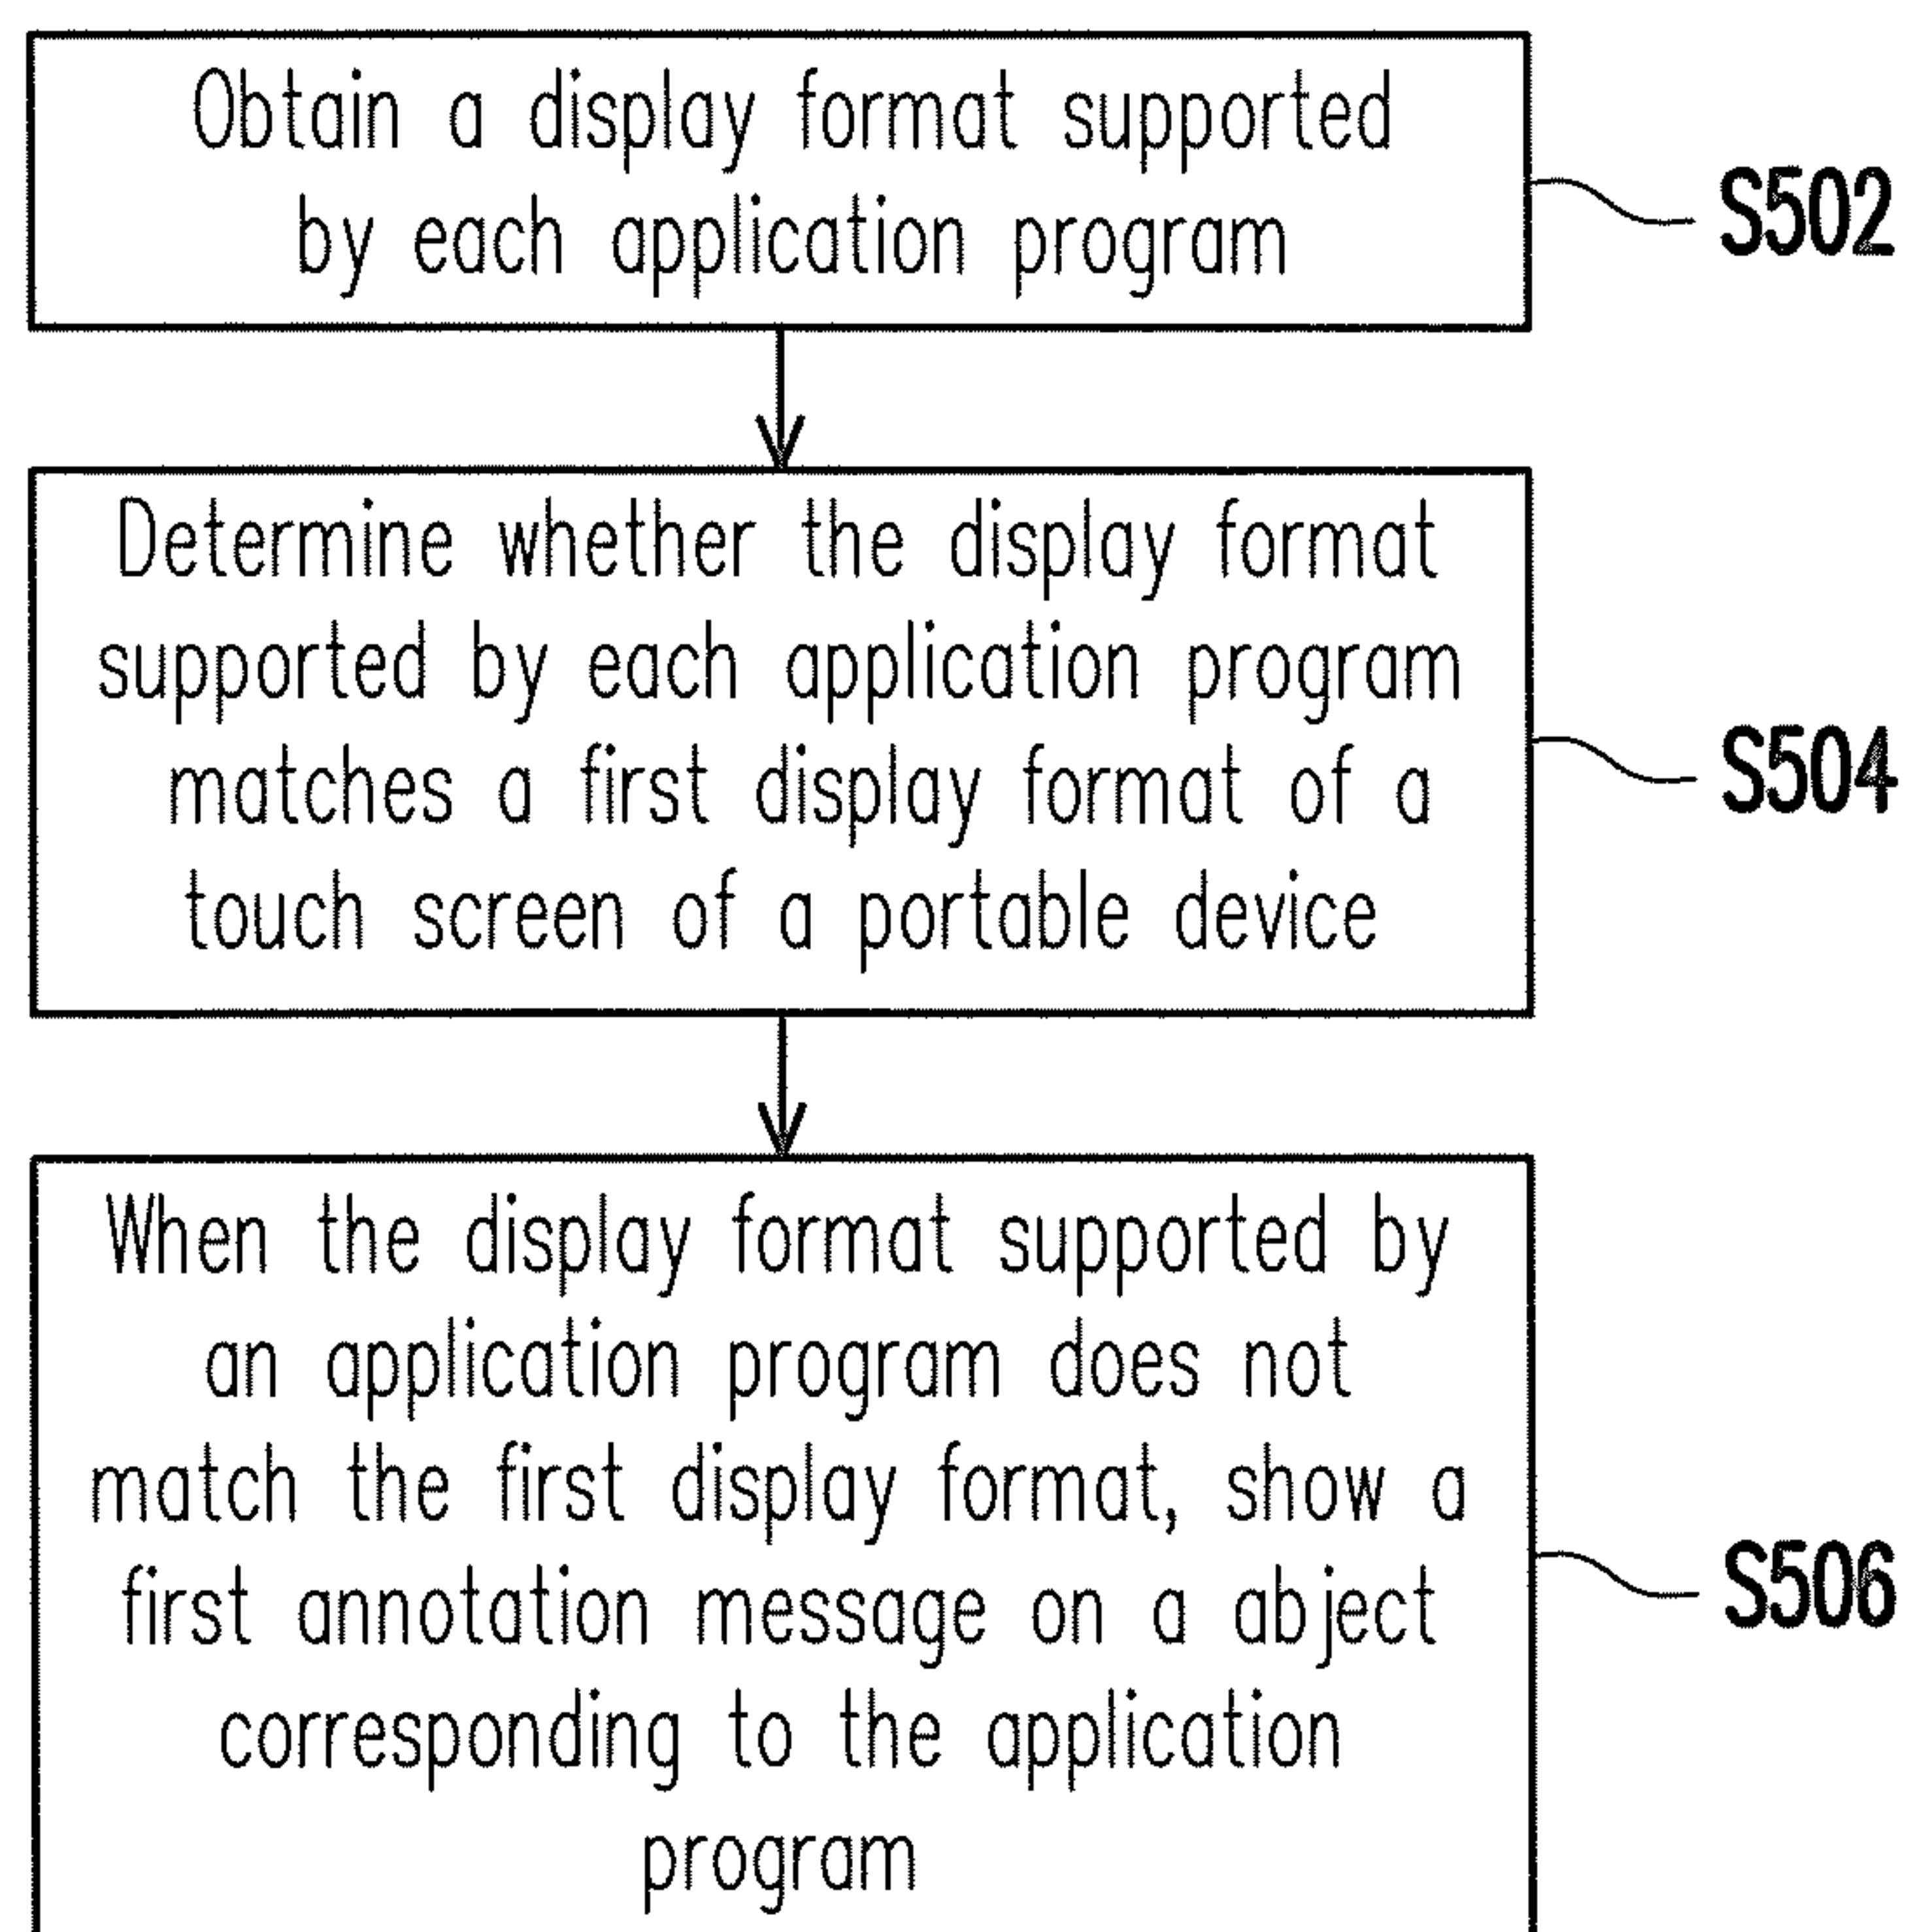 Obtain a display format supported
by each application program
S502
Determine whether the display format
supported by each application program
matches a first display format of a
touch screen of a portable device
S504
When the display format supported by
an application program does not
match the first display format, show a
first annotation message on a abject
corresponding to the application
program
S506